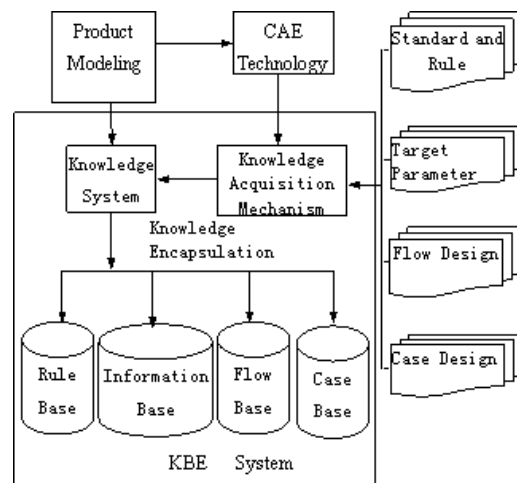 Product
Modeling
CAE
Technology
Standard and
Rule
Knowledge
System
Knowledge
Acquisition
Mechanism
Target
Parameter
Knowledge
Encapsulation
Flow Design
Rule
Base
Information
Base
Flow
Base
Case
Base
Case Design
KBE System